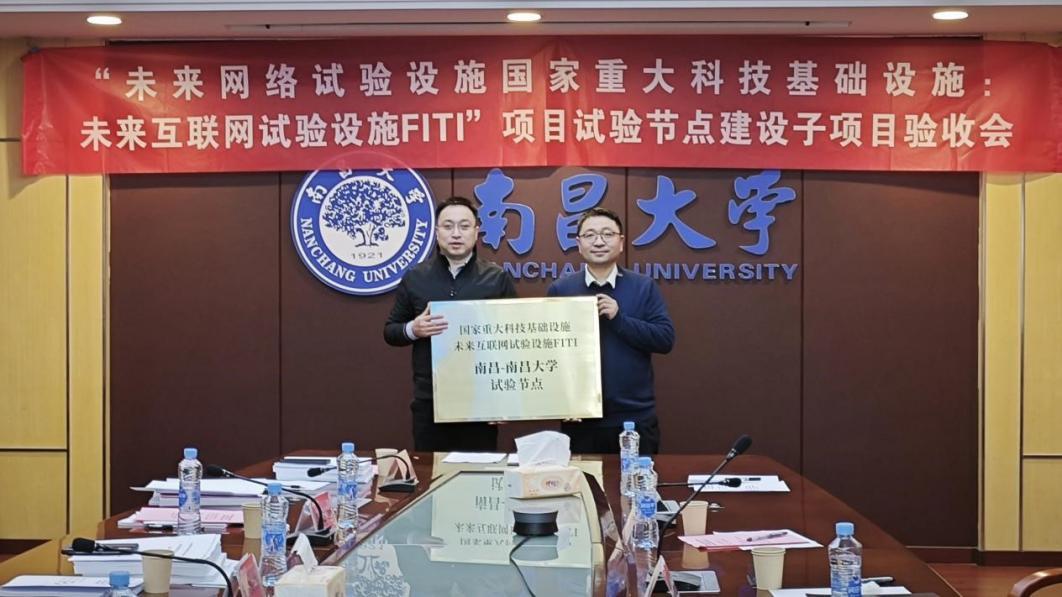 “未来网络试验设施国家重大科技基础设施：
未来互联网试验设施FITI”项目试验节点建设子项目验收会
南昌大学
NANCHANG UNIVERSITY
1921
南昌大学
NANCHANG UNIVERSITY
国家重大科技基础设施
未来互联网试验设施FITI
南昌-南昌大学
试验节点